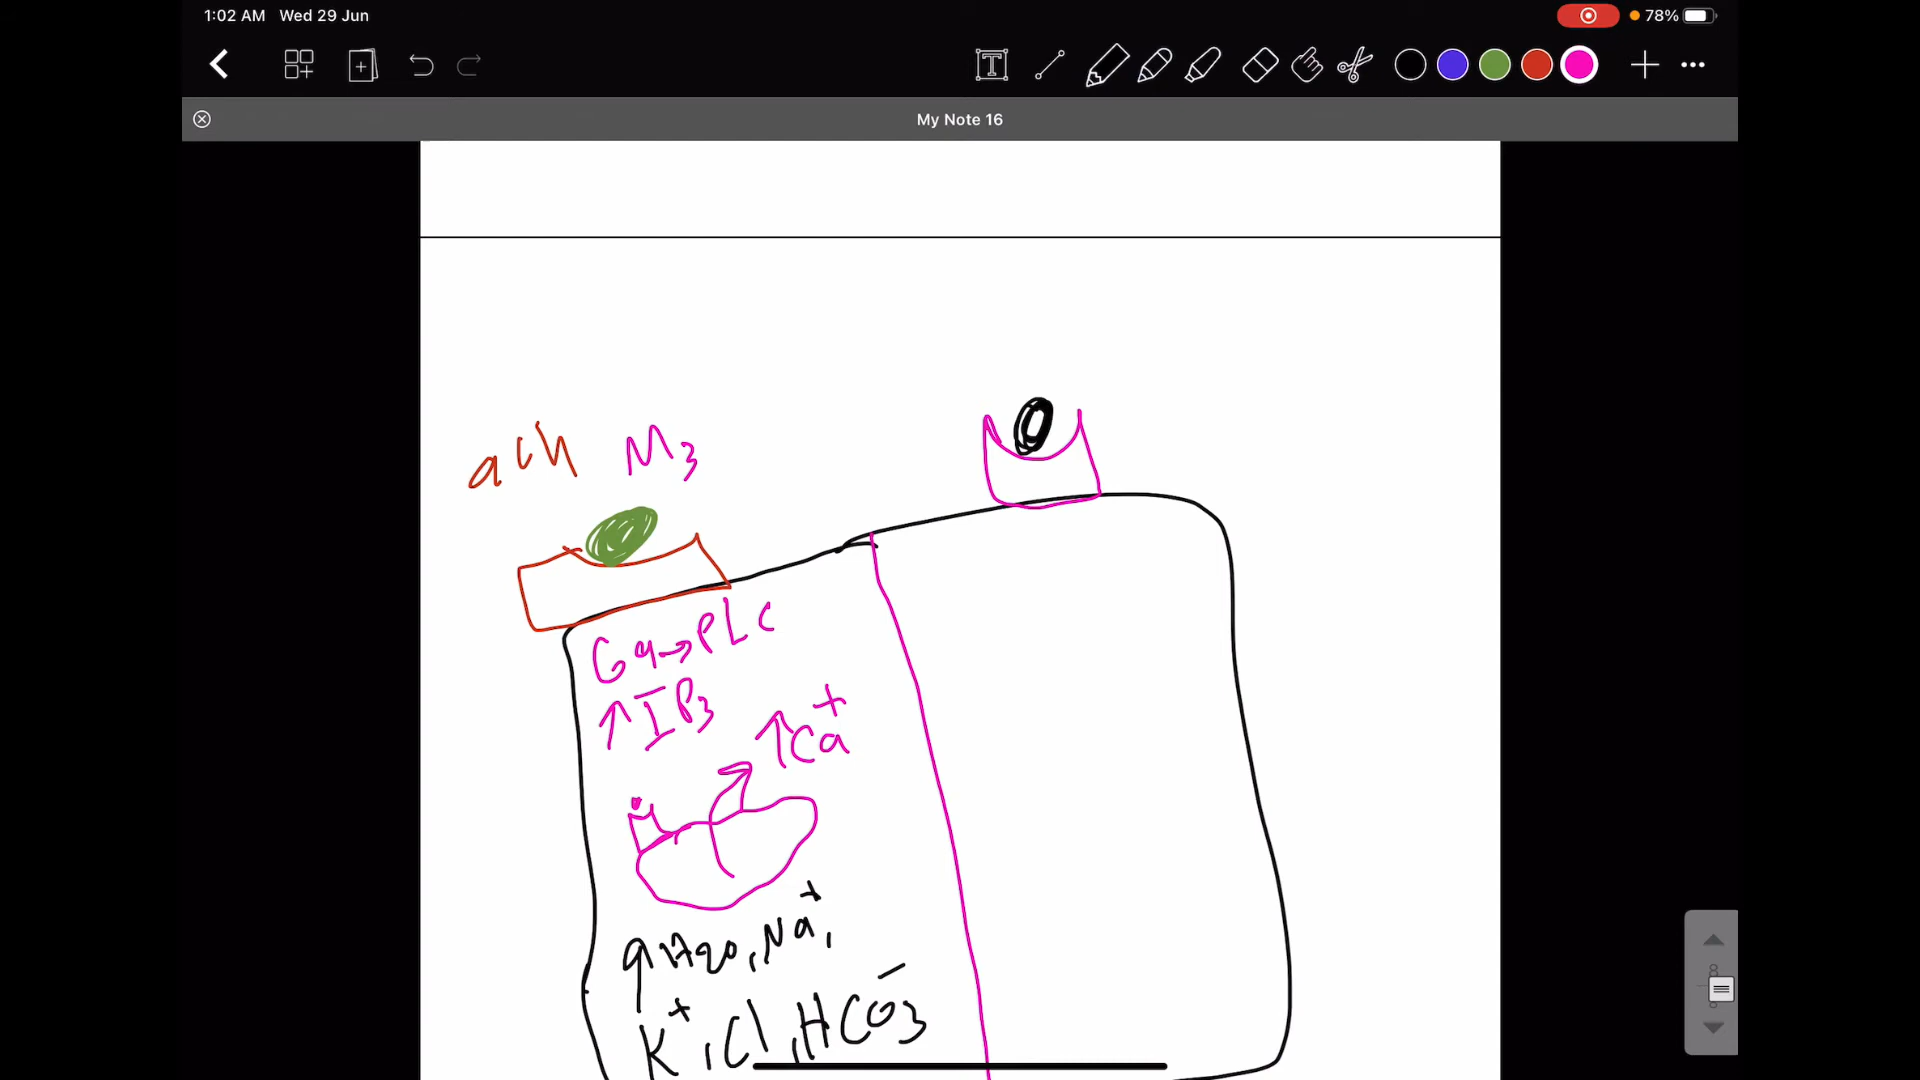 1:02 AM Wed 29 Jun
78%
T
My Note 16
ach M3
Gq→PLC
↑IP3
↑Ca+
↑H2O, Na+,
K+, Cl, HCO3−